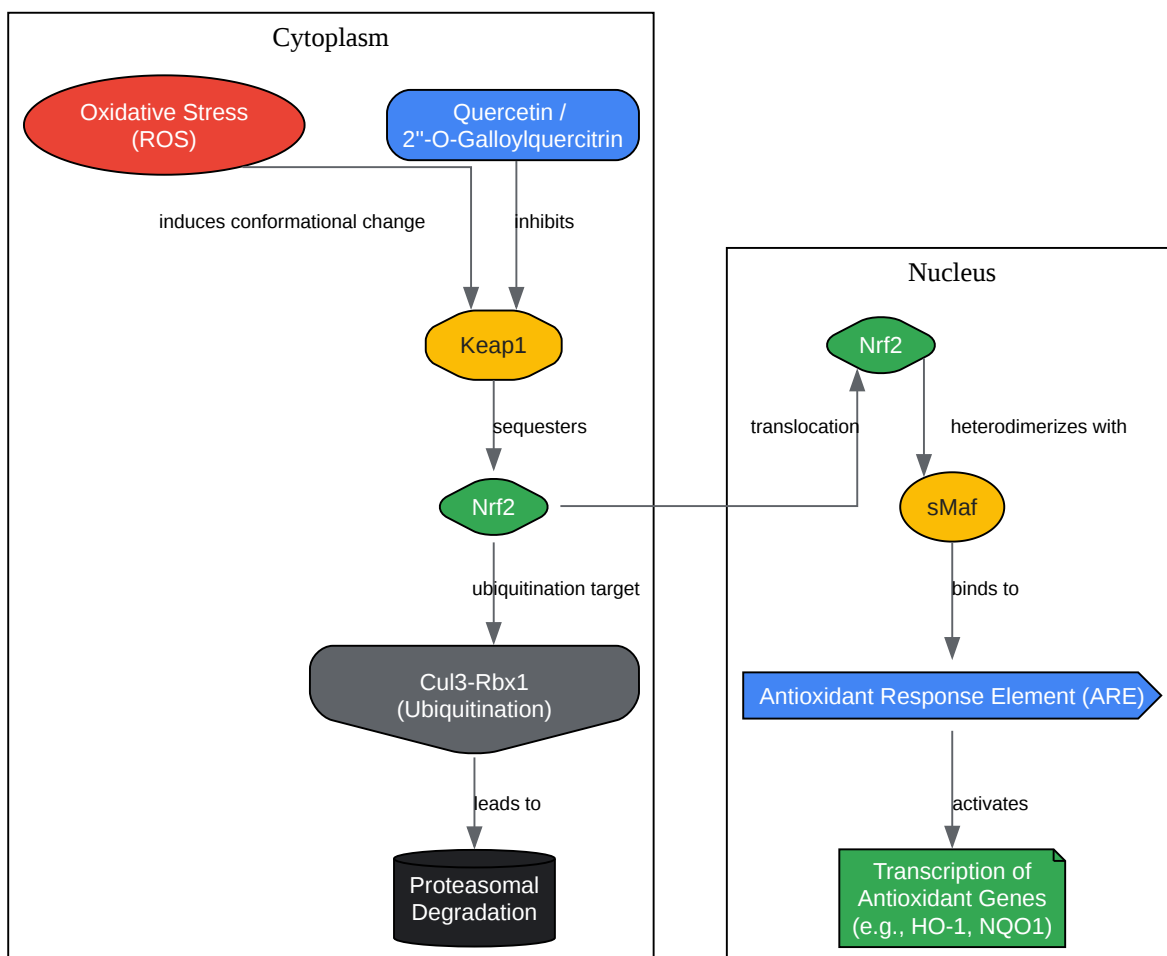 Cytoplasm
Oxidative Stress
(ROS)
Quercetin /
2"-O-Galloylquercitrin
induces conformational change
inhibits
Keap1
sequesters
Nrf2
ubiquitination target
Cul3-Rbx1
(Ubiquitination)
leads to
Proteasomal
Degradation
Nucleus
Nrf2
translocation
heterodimerizes with
sMaf
binds to
Antioxidant Response Element (ARE)
activates
Transcription of
Antioxidant Genes
(e.g., HO-1, NQO1)